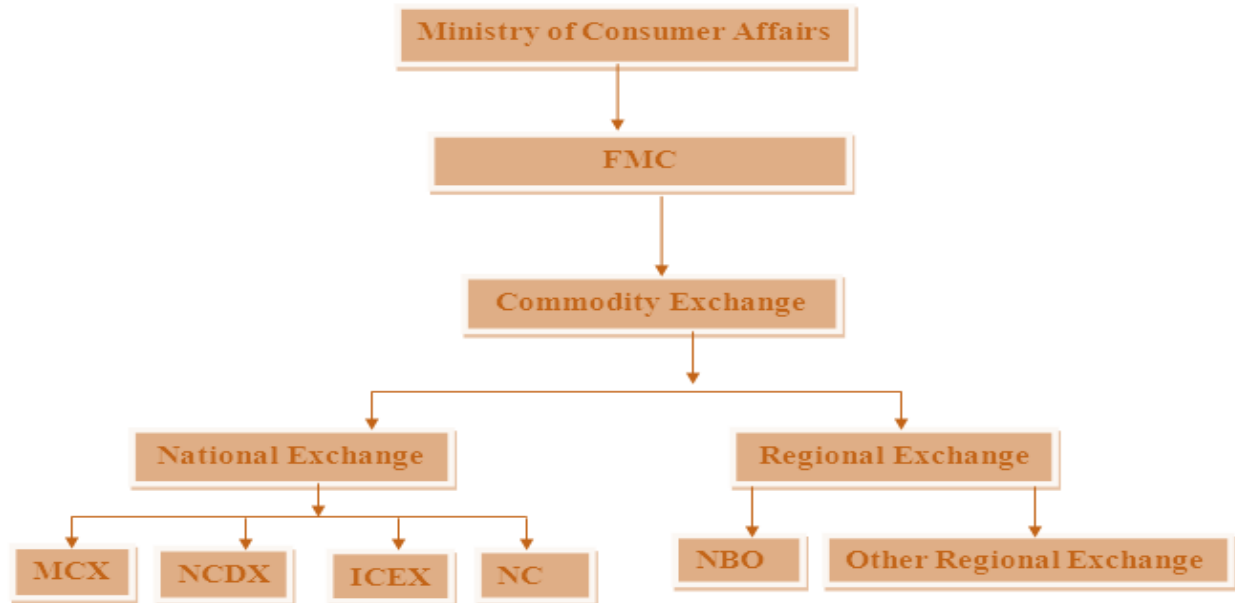 Ministry of Consumer Affairs
FMC
Commodity Exchange
National Exchange
Regional Exchange
MCX
NCDX
ICEX
NC
NBO
Other Regional Exchange